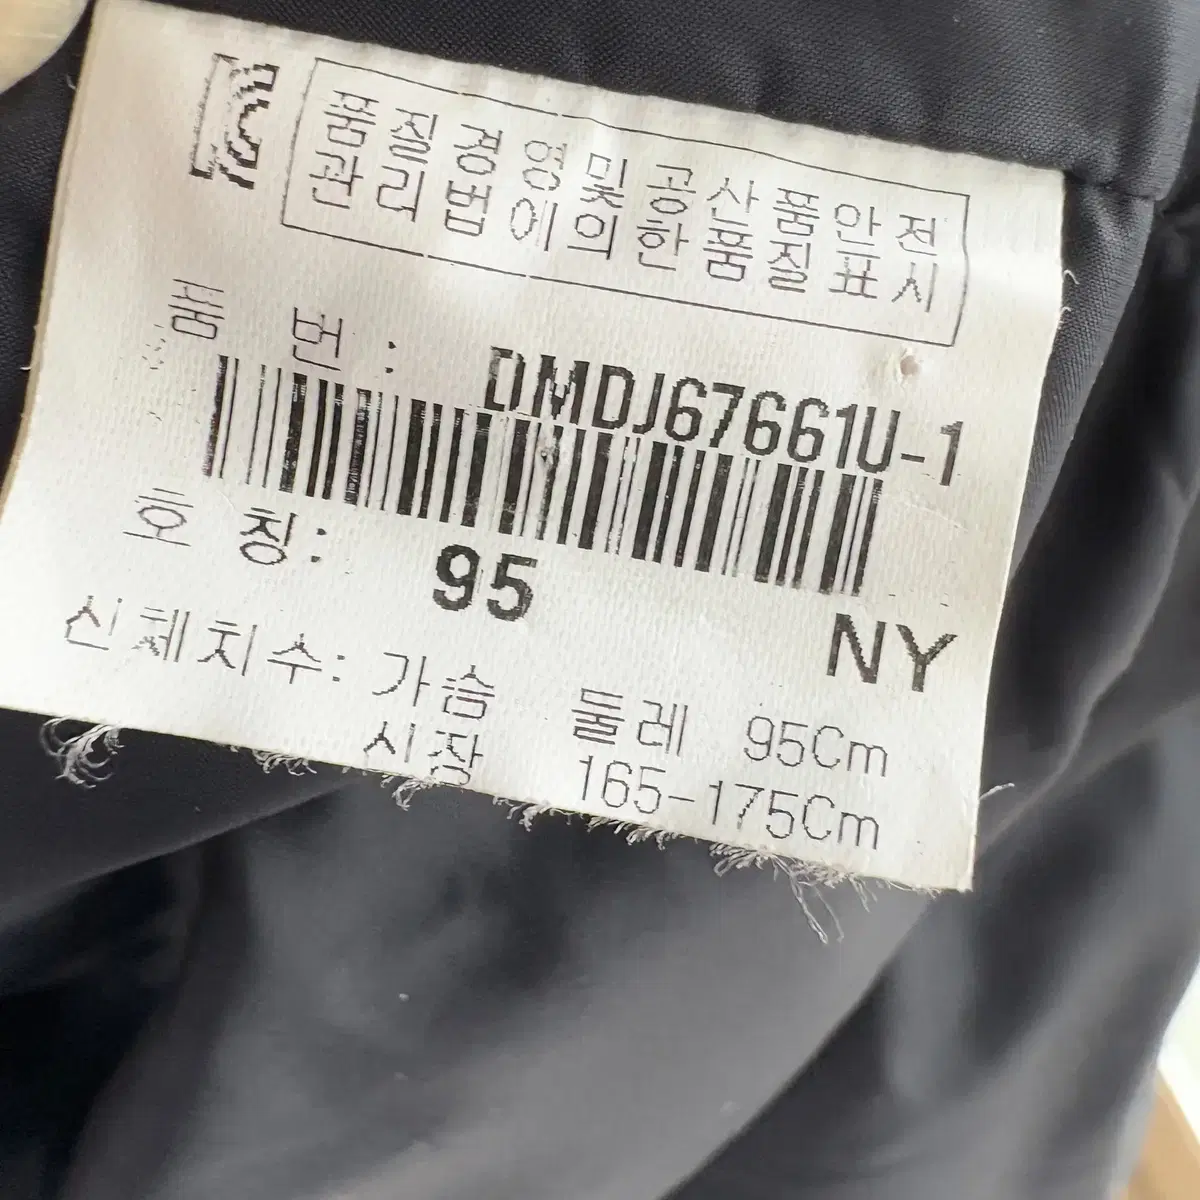 KC
품질경영및공산품안전
관리법에의한품질표시
품 번: DMDJ67661U-1
호 칭: 95 NY
신체치수: 가슴 둘레 95Cm
신장 165-175Cm